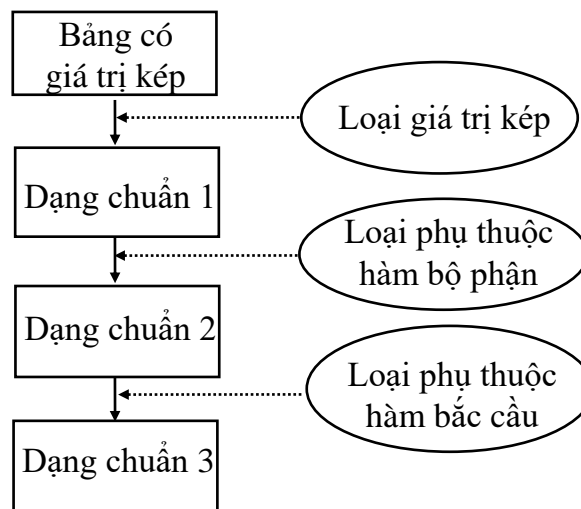 Bảng có
giá trị kép
Loại giá trị kép
Dạng chuẩn 1
Loại phụ thuộc
hàm bộ phận
Dạng chuẩn 2
Loại phụ thuộc
hàm bắc cầu
Dạng chuẩn 3